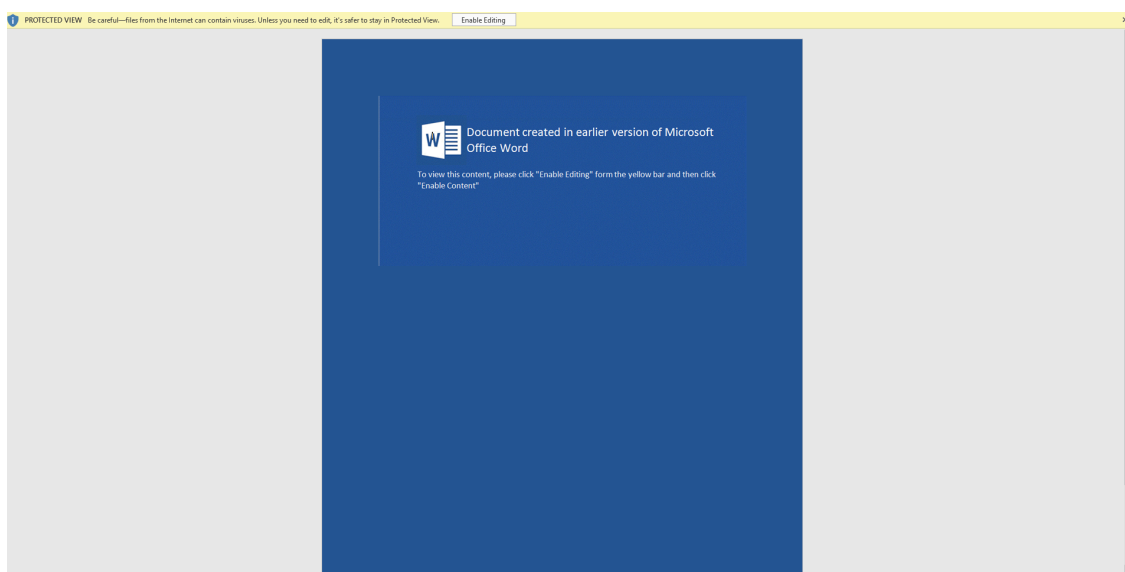 PROTECTED VIEW Be careful—files from the Internet can contain viruses. Unless you need to edit, it's safer to stay in Protected View. Enable Editing
W
Document created in earlier version of Microsoft
Office Word
To view this content, please click "Enable Editing" form the yellow bar and then click
"Enable Content"